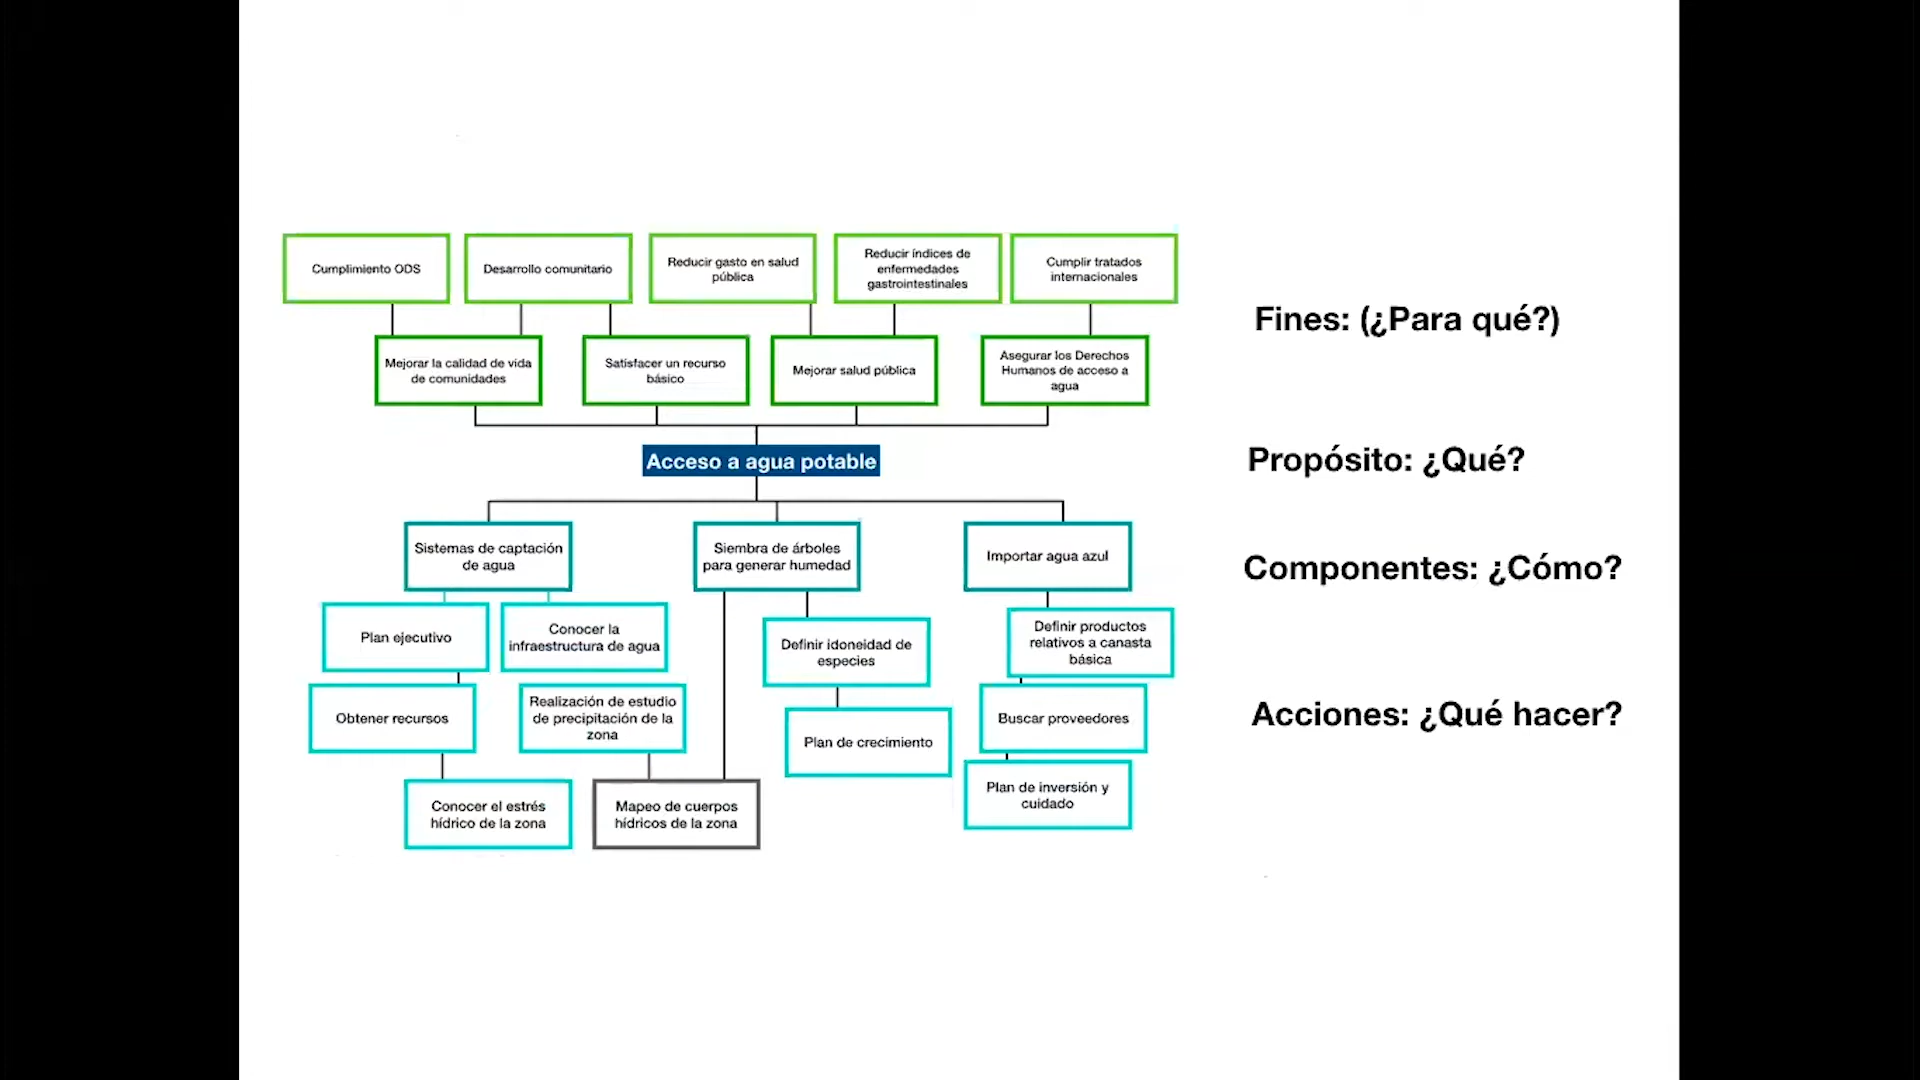 Cumplimiento ODS
Desarrollo comunitario
Reducir gasto en salud
pública
Reducir índices de
enfermedades
gastrointestinales
Cumplir tratados
internacionales
Mejorar la calidad de vida
de comunidades
Satisfacer un recurso
básico
Mejorar salud pública
Asegurar los Derechos
Humanos de acceso a
agua
Fines: (¿Para qué?)
Acceso a agua potable
Propósito: ¿Qué?
Sistemas de captación
de agua
Siembra de árboles
para generar humedad
Importar agua azul
Componentes: ¿Cómo?
Plan ejecutivo
Conocer la
infraestructura de agua
Definir idoneidad de
especies
Definir productos
relativos a canasta
básica
Obtener recursos
Realización de estudio
de precipitación de la
zona
Plan de crecimiento
Buscar proveedores
Acciones: ¿Qué hacer?
Conocer el estrés
hídrico de la zona
Mapeo de cuerpos
hídricos de la zona
Plan de inversión y
cuidado